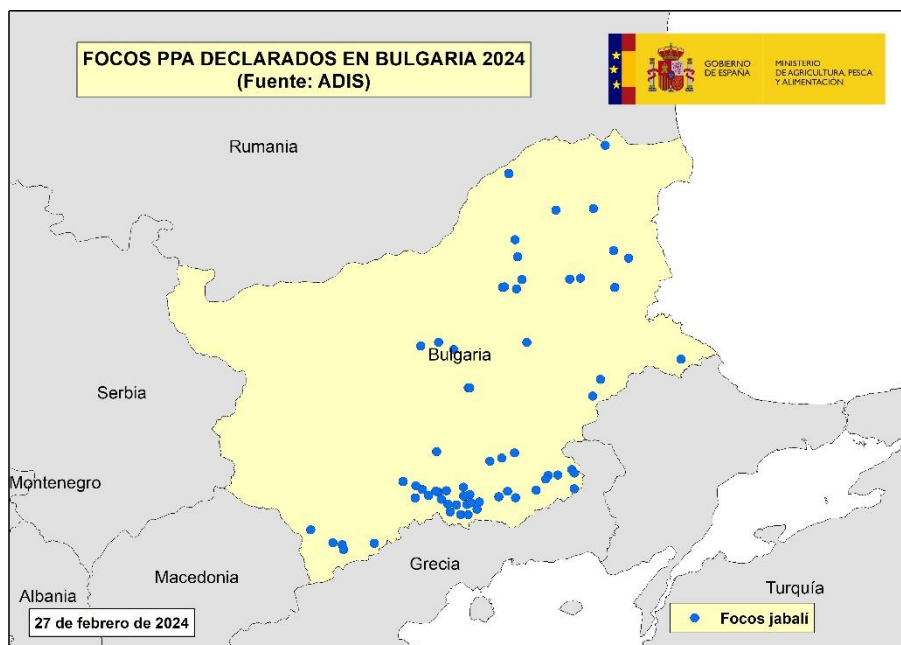 FOCOS PPA DECLARADOS EN BULGARIA 2024
(Fuente: ADIS)
GOBIERNO
DE ESPAÑA
MINISTERIO
DE AGRICULTURA, PESCA
Y ALIMENTACIÓN
Rumania
Bulgaria
Serbia
Montenegro
Macedonia
Grecia
Albania
Turquía
27 de febrero de 2024
Focos jabalí